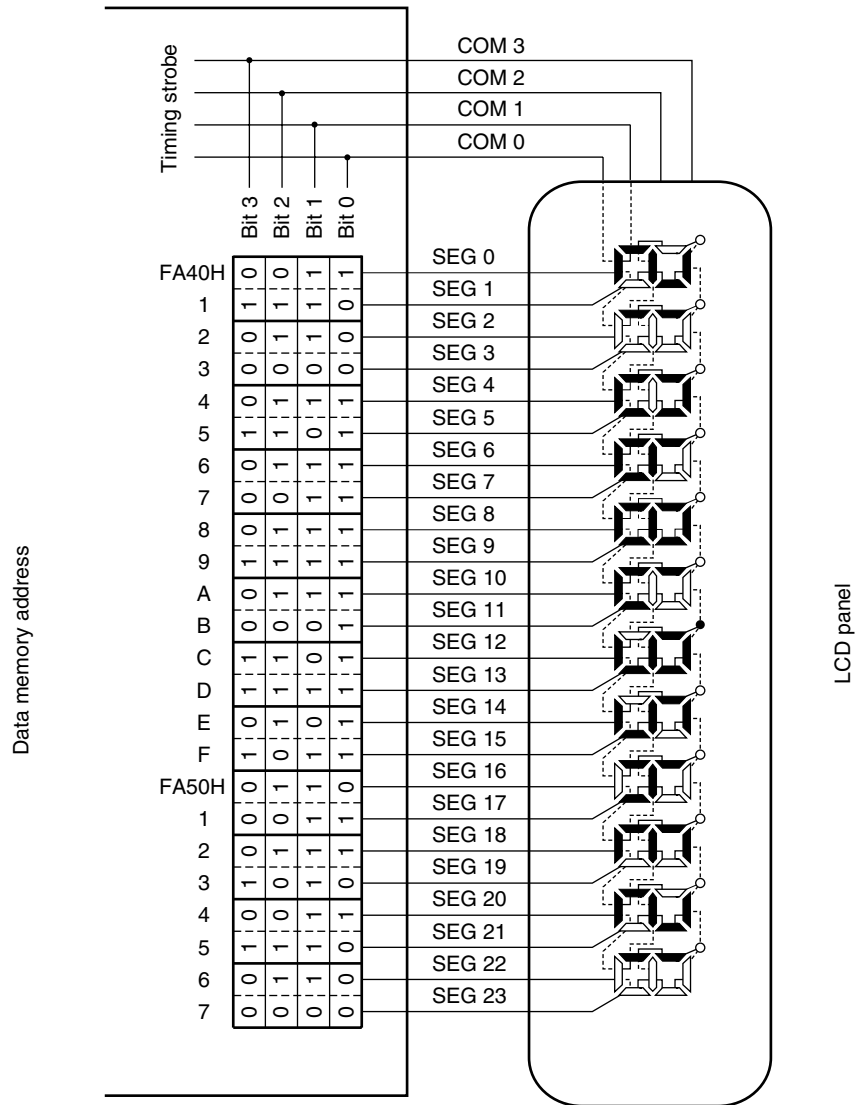 COM 3
COM 2
COM 1
COM 0
Timing strobe
Bit 3
Bit 2
Bit 1
Bit 0
FA40H 0 0 1 1 SEG 0
1 1 1 1 0 SEG 1
2 0 1 1 0 SEG 2
3 0 0 0 0 SEG 3
4 0 1 1 1 SEG 4
5 1 1 0 1 SEG 5
6 0 1 1 1 SEG 6
7 0 0 1 1 SEG 7
8 0 1 1 1 SEG 8
9 1 1 1 1 SEG 9
A 0 1 1 1 SEG 10
B 0 0 0 1 SEG 11
C 1 1 0 1 SEG 12
D 1 1 1 1 SEG 13
E 0 1 0 1 SEG 14
F 1 0 1 1 SEG 15
FA50H 0 1 1 0 SEG 16
1 0 0 1 1 SEG 17
2 0 1 1 1 SEG 18
3 1 0 1 0 SEG 19
4 0 0 1 1 SEG 20
5 1 1 1 0 SEG 21
6 0 1 1 0 SEG 22
7 0 0 0 0 SEG 23
Data memory address
LCD panel